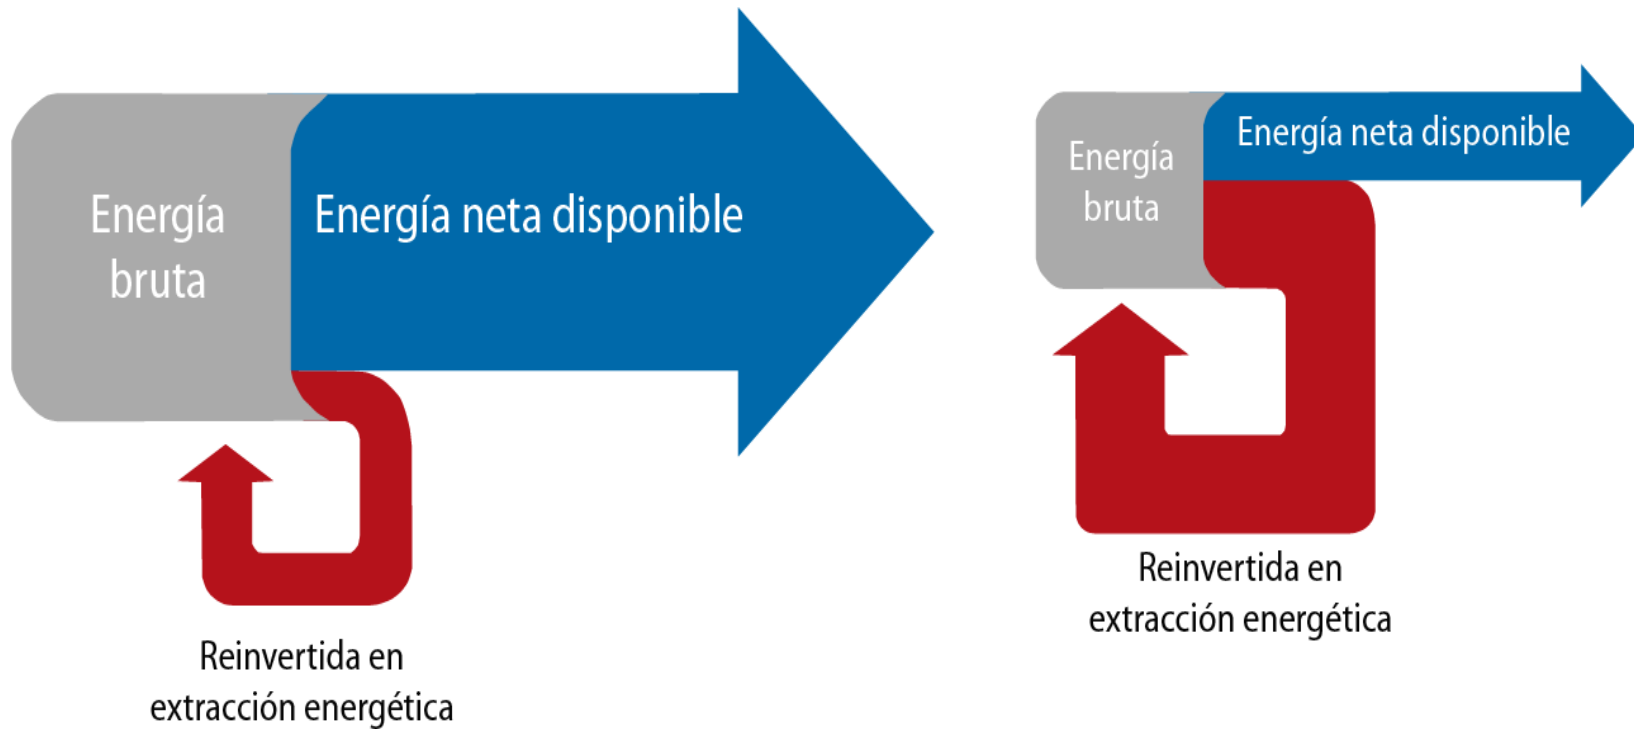 Energía
bruta
Energía neta disponible
Reinvertida en
extracción energética
Energía
bruta
Energía neta disponible
Reinvertida en
extracción energética